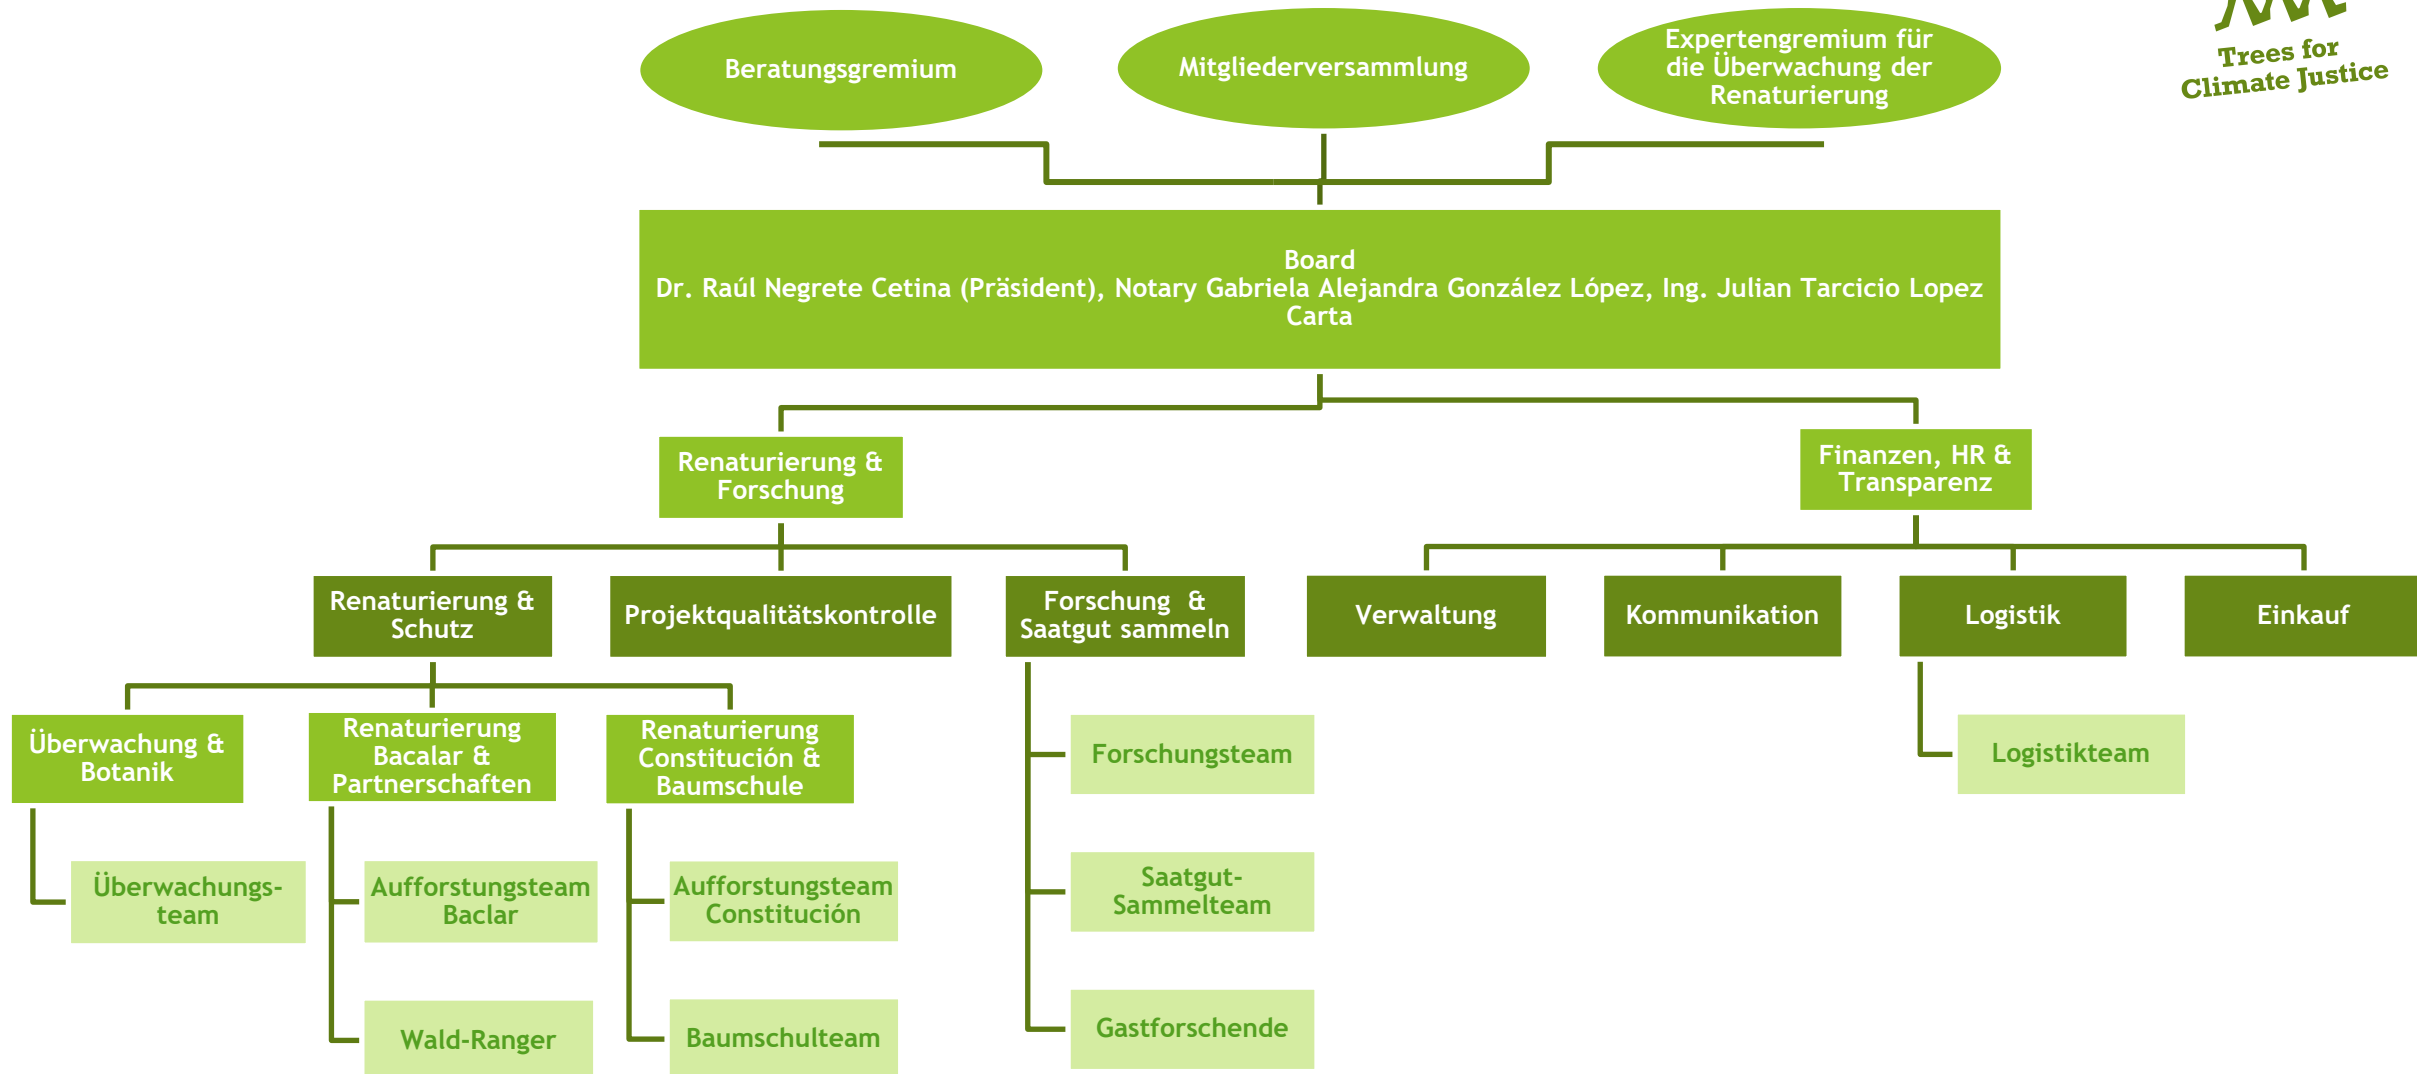 Beratungsgremium
Mitgliederversammlung
Expertengremium für
die Überwachung der
Renaturierung
Trees for
Climate Justice
Board
Dr. Raúl Negrete Cetina (Präsident), Notary Gabriela Alejandra González López, Ing. Julian Tarcicio Lopez
Carta
Renaturierung &
Forschung
Finanzen, HR &
Transparenz
Renaturierung &
Schutz
Projektqualitätskontrolle
Forschung &
Saatgut sammeln
Verwaltung
Kommunikation
Logistik
Einkauf
Überwachung &
Botanik
Renaturierung
Bacalar &
Partnerschaften
Renaturierung
Constitución &
Baumschule
Forschungsteam
Logistikteam
Überwachungs-
team
Aufforstungsteam
Baclar
Aufforstungsteam
Constitución
Saatgut-
Sammelteam
Wald-Ranger
Baumschulteam
Gastforschende